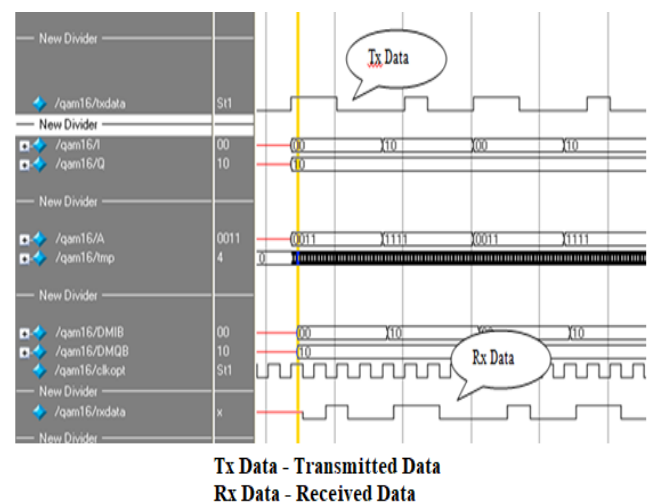 New Divider
Tx Data
/qam16/txdata St1
New Divider
/qam16/I 00 00 10 00 10
/qam16/Q 10 10
New Divider
/qam16/A 0011 0011 1111 0011 1111
/qam16/tmp 4 0
New Divider
/qam16/DMIB 00 00 10 00 10
/qam16/DMQB 10 10
/qam16/clkopt St1
Rx Data
New Divider
/qam16/rxdata x
New Divider
Tx Data - Transmitted Data
Rx Data - Received Data